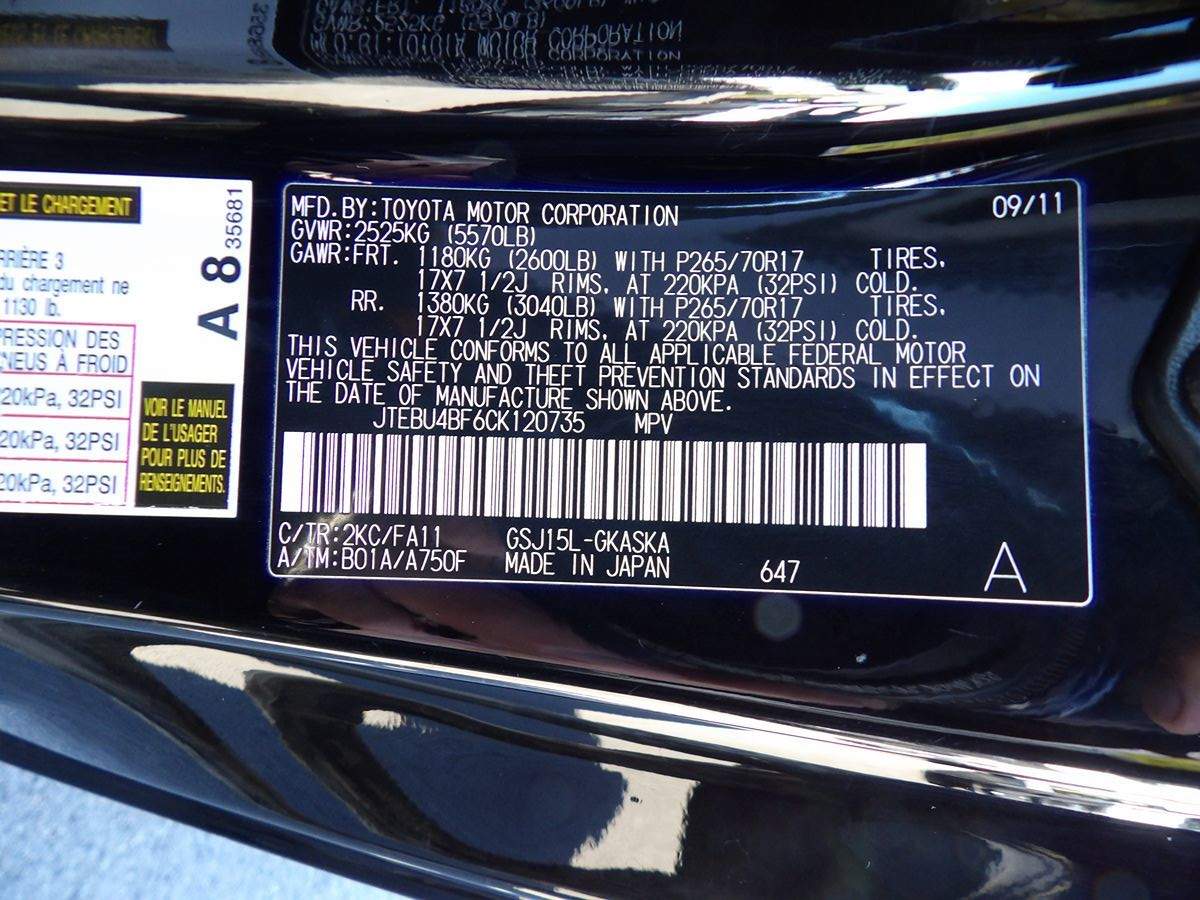 ET LE CHARGEMENT
RRIÈRE 3
du chargement ne
1130 lb.
PRESSION DES
PNEUS À FROID
220kPa, 32PSI
220kPa, 32PSI
220kPa, 32PSI
VOIR LE MANUEL
DE L'USAGER
POUR PLUS DE
RENSEIGNEMENTS.
A 8 35681
MFD.BY:TOYOTA MOTOR CORPORATION 09/11
GVWR:2525KG (5570LB)
GAWR:FRT. 1180KG (2600LB) WITH P265/70R17 TIRES,
17X7 1/2J RIMS, AT 220KPA (32PSI) COLD.
RR. 1380KG (3040LB) WITH P265/70R17 TIRES,
17X7 1/2J RIMS, AT 220KPA (32PSI) COLD.
THIS VEHICLE CONFORMS TO ALL APPLICABLE FEDERAL MOTOR
VEHICLE SAFETY AND THEFT PREVENTION STANDARDS IN EFFECT ON
THE DATE OF MANUFACTURE SHOWN ABOVE.
JTEBU4BF6CK120735 MPV
C/TR:2KC/FA11 GSJ15L-GKASKA
A/TM:B01A/A750F MADE IN JAPAN 647 A